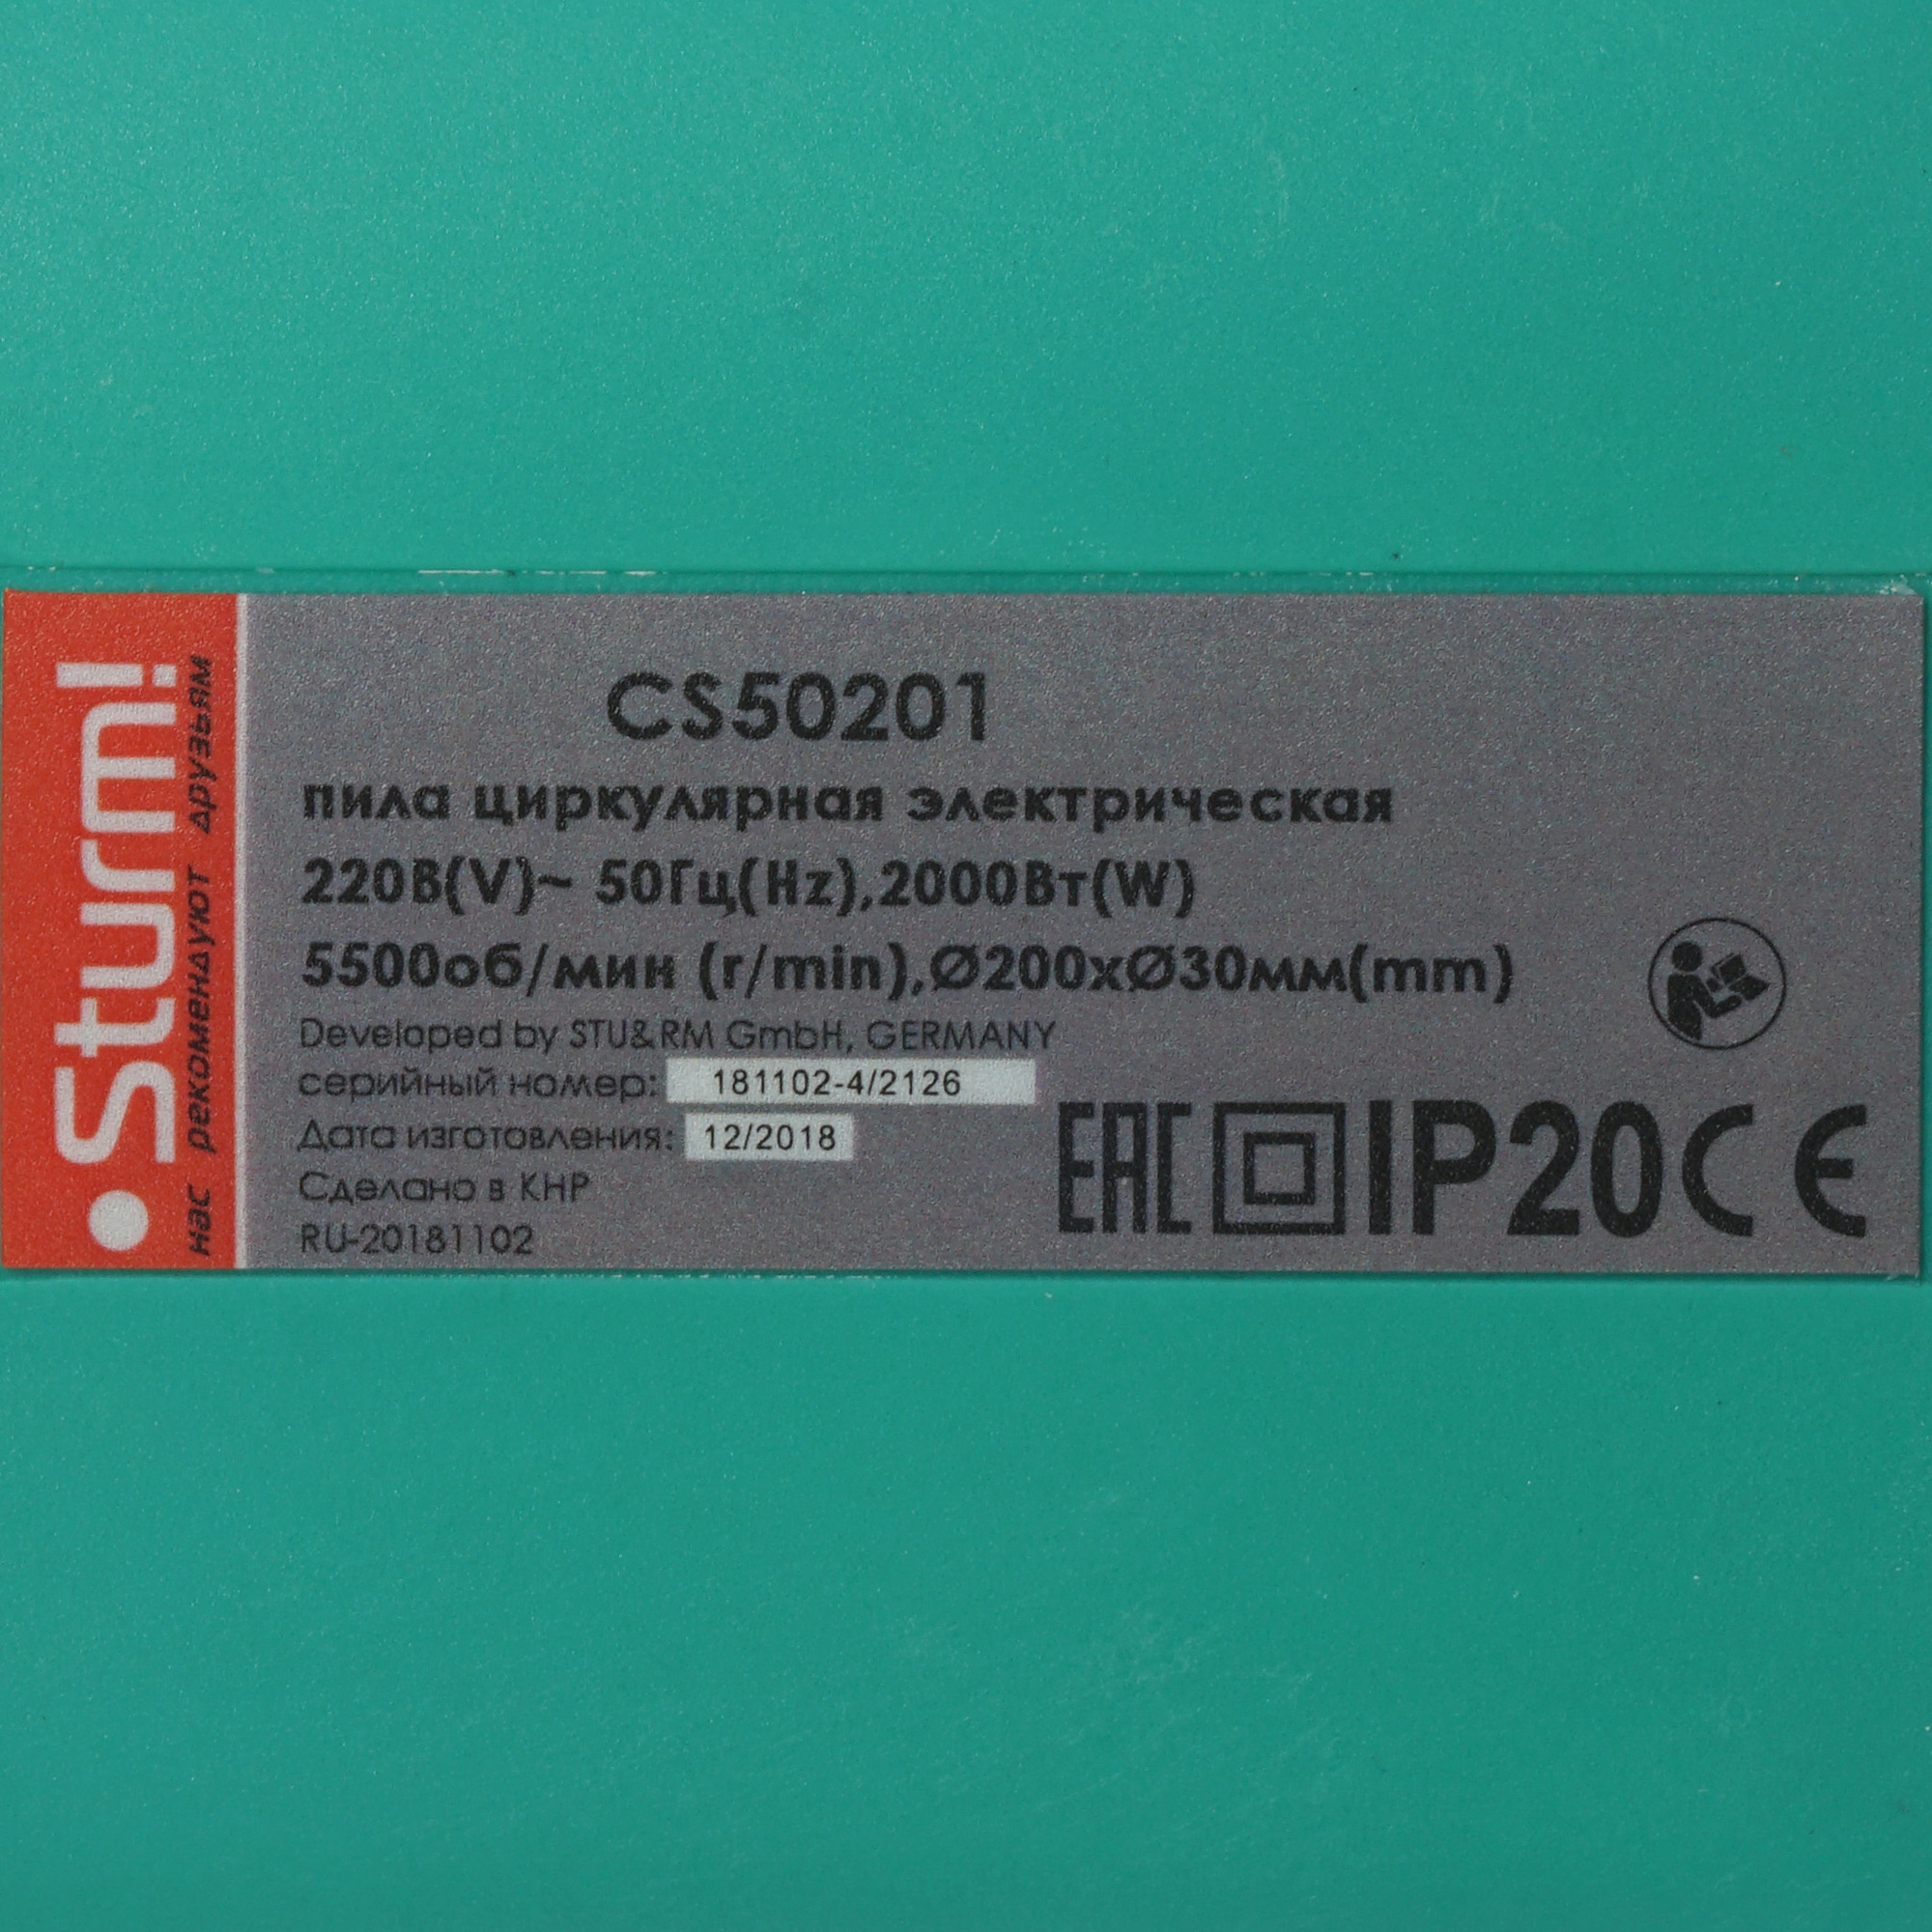 Sturm!
нас рекомендуют друзьям
CS50201
пила циркулярная электрическая
220В(V)~ 50Гц(Hz),2000Вт(W)
5500об/мин (r/min),Ø200xØ30мм(mm)
Developed by STU&RM GmbH, GERMANY
серийный номер: 181102-4/2126
Дата изготовления: 12/2018
Сделано в КНР
RU-20181102
EAC IP20 CE